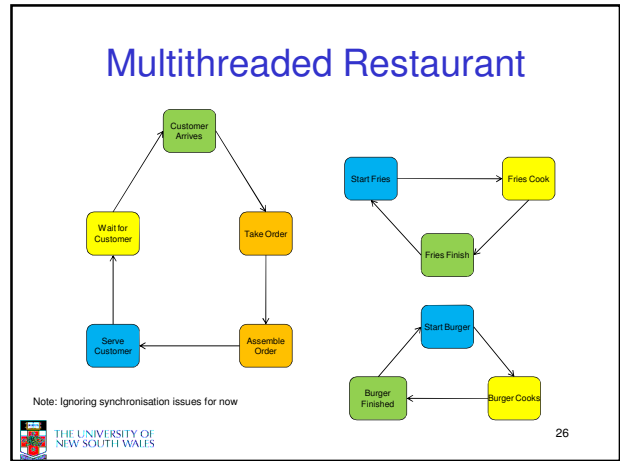 Multithreaded Restaurant
Customer
Arrives
Wait for
Customer
Take Order
Serve
Customer
Assemble
Order
Start Fries
Fries Cook
Fries Finish
Start Burger
Burger
Finished
Burger Cooks
Note: Ignoring synchronisation issues for now
THE UNIVERSITY OF
NEW SOUTH WALES
26